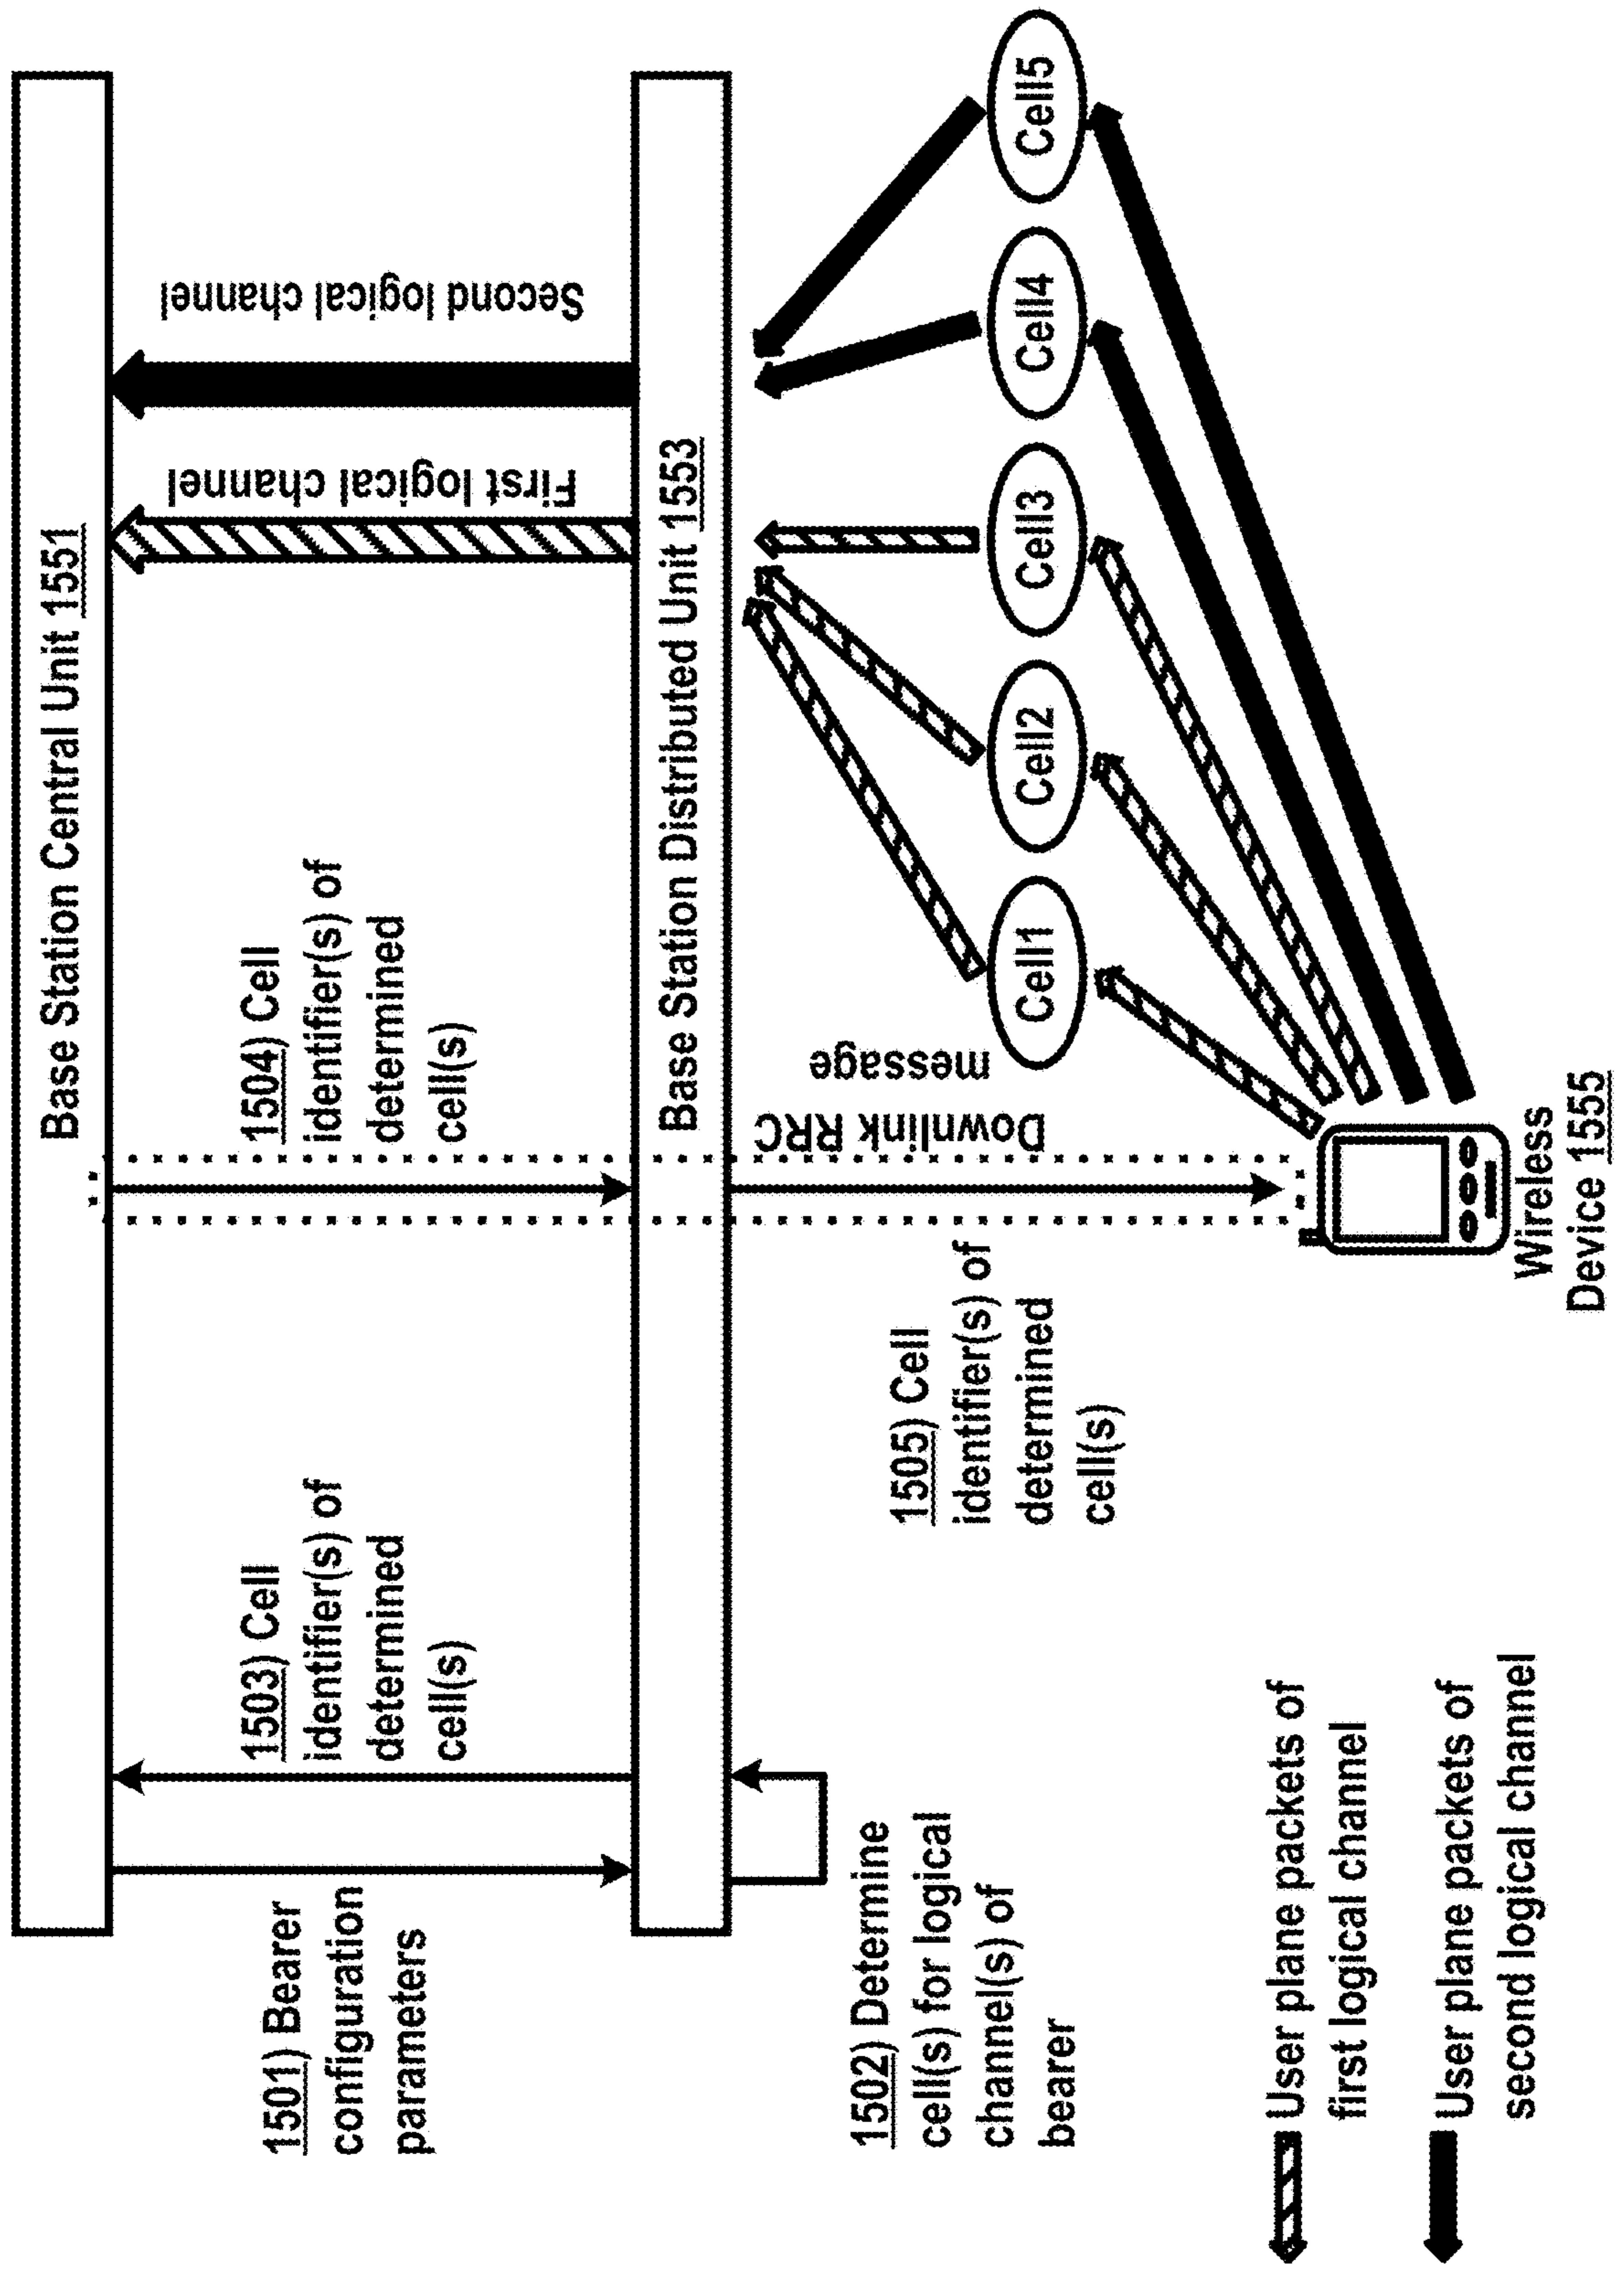 Base Station Central Unit 1551
1501) Bearer
configuration
parameters
1503) Cell
identifier(s) of
determined
cell(s)
1504) Cell
identifier(s) of
determined
cell(s)
First logical channel
Second logical channel
Base Station Distributed Unit 1553
1502) Determine
cell(s) for logical
channel(s) of
bearer
1505) Cell
identifier(s) of
determined
cell(s)
Downlink RRC
message
Cell1
Cell2
Cell3
Cell4
Cell5
Wireless
Device 1555
User plane packets of
first logical channel
User plane packets of
second logical channel